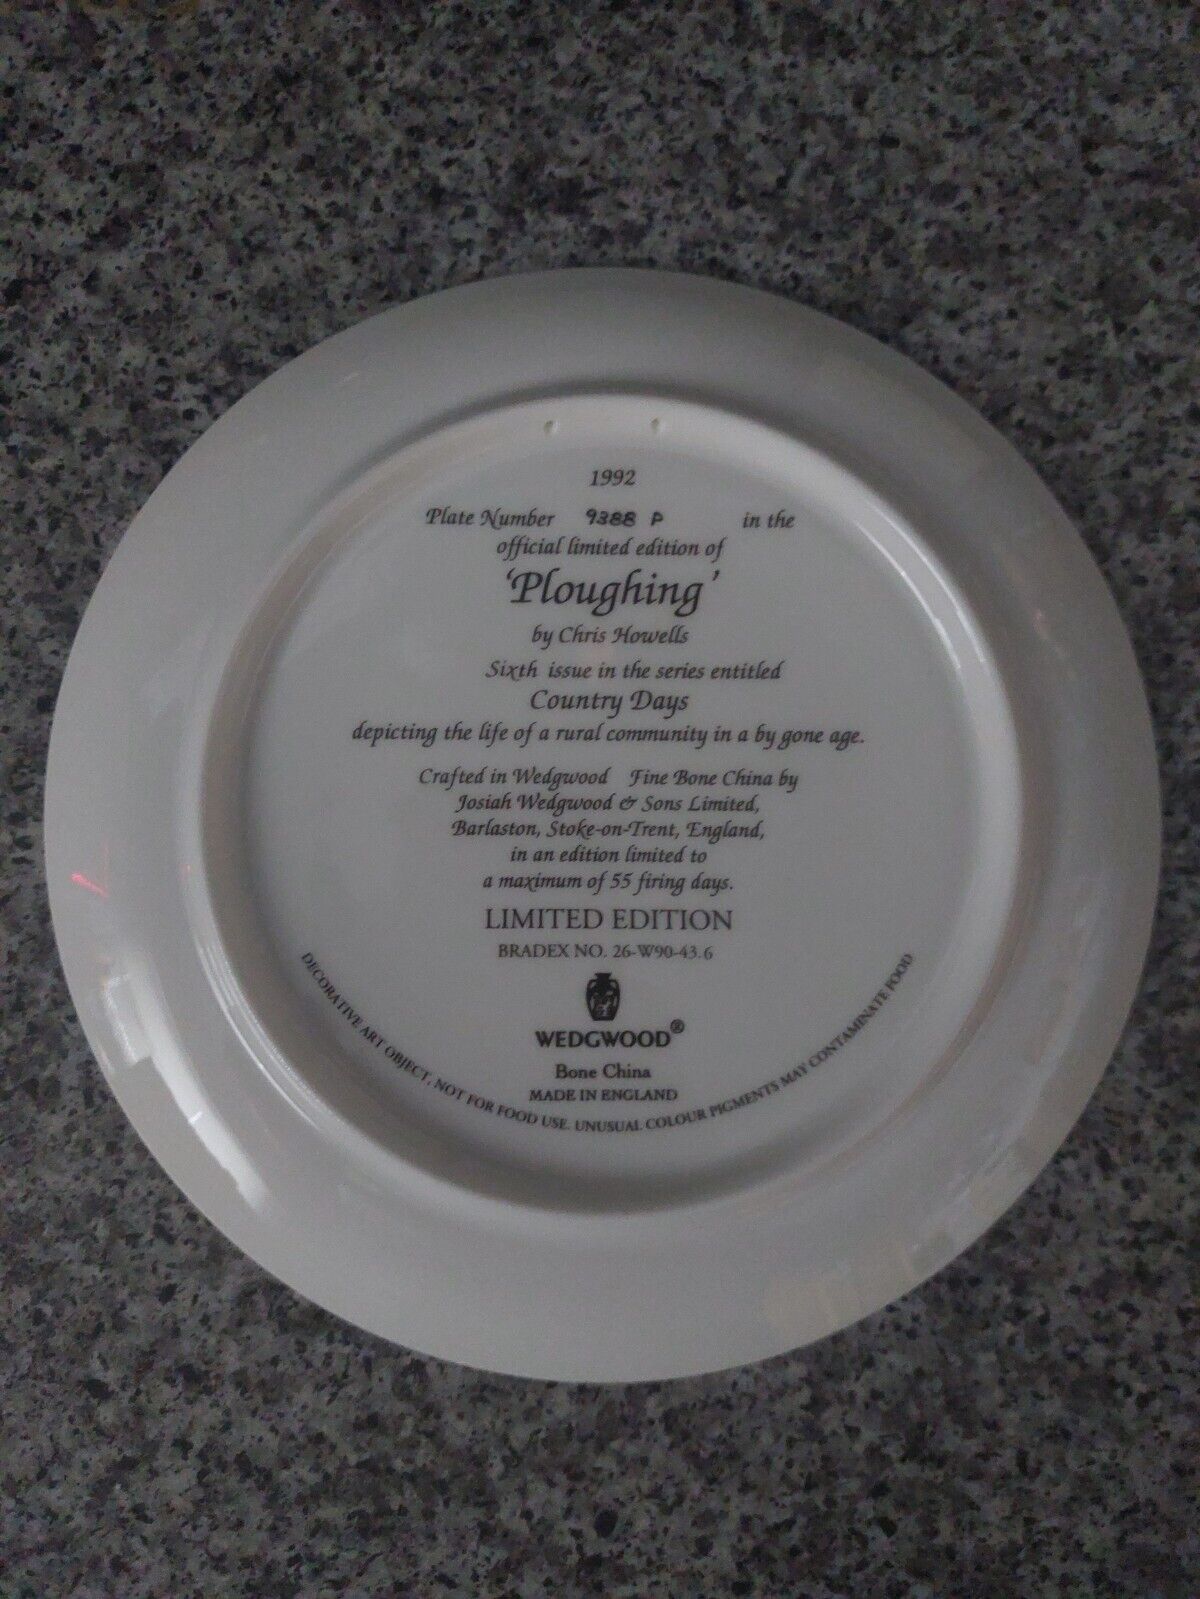 1992
Plate Number 9388 P in the
official limited edition of
'Ploughing'
by Chris Howells
Sixth issue in the series entitled
Country Days
depicting the life of a rural community in a by gone age.
Crafted in Wedgwood Fine Bone China by
Josiah Wedgwood & Sons Limited,
Barlaston, Stoke-on-Trent, England,
in an edition limited to
a maximum of 55 firing days.
LIMITED EDITION
BRADEX NO. 26-W90-43.6
WEDGWOOD®
Bone China
MADE IN ENGLAND
DECORATIVE ART OBJECT, NOT FOR FOOD USE. UNUSUAL COLOUR PIGMENTS MAY CONTAMINATE FOOD